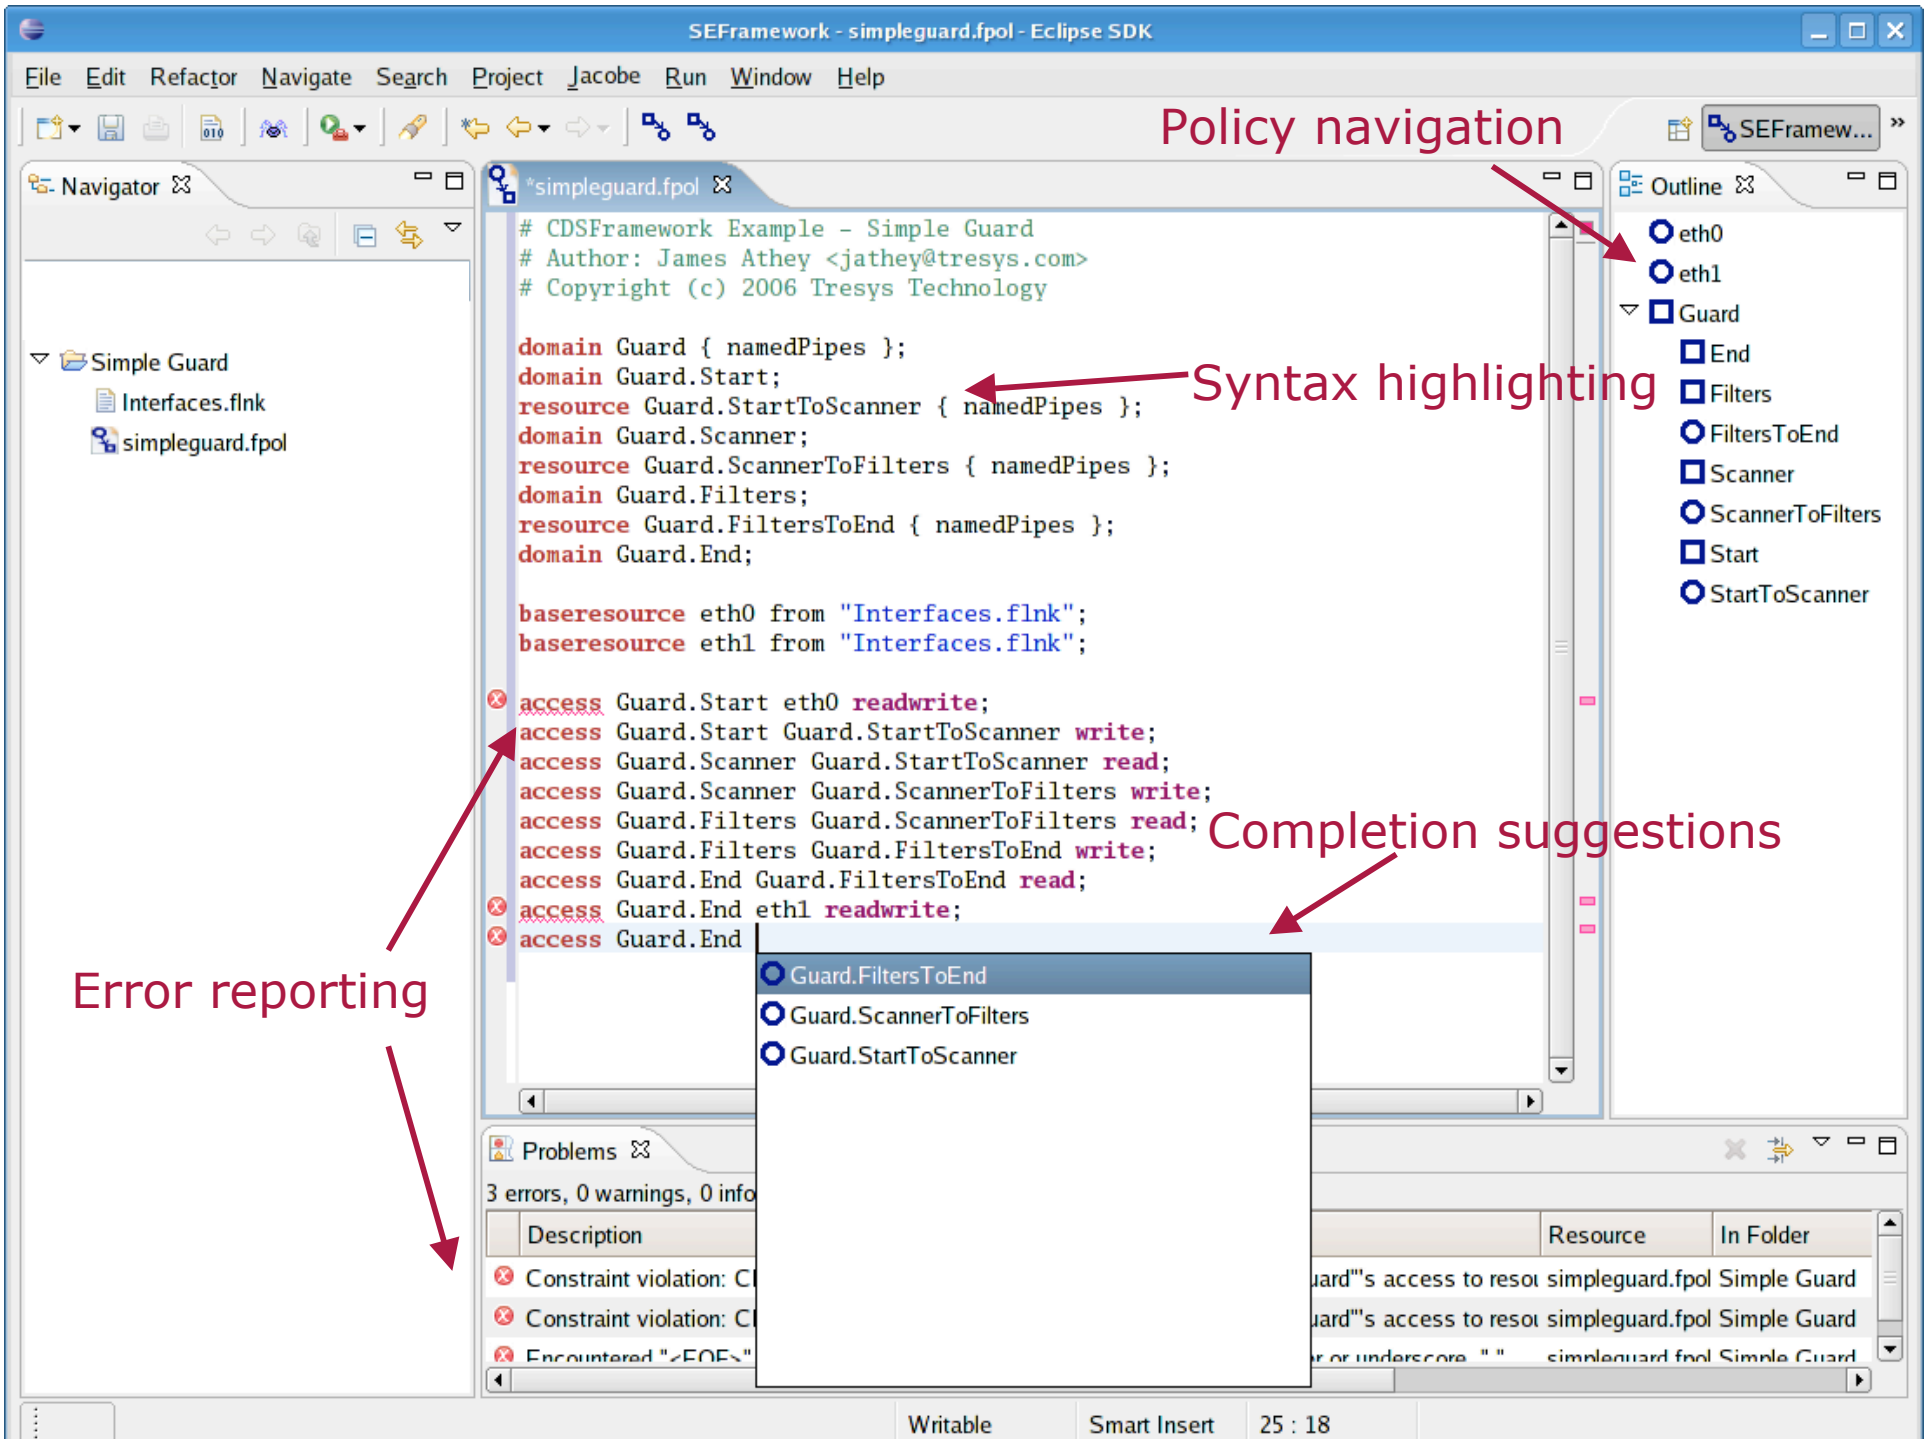 SEFramework - simpleguard.fpol - Eclipse SDK
File Edit Refactor Navigate Search Project Jacobe Run Window Help
Policy navigation
SEFramew... »
Navigator
*simpleguard.fpol
Outline
Simple Guard
Interfaces.flnk
simpleguard.fpol
# CDSFramework Example – Simple Guard
# Author: James Athey <jathey@tresys.com>
# Copyright (c) 2006 Tresys Technology
domain Guard { namedPipes };
domain Guard.Start;
resource Guard.StartToScanner { namedPipes };
domain Guard.Scanner;
resource Guard.ScannerToFilters { namedPipes };
domain Guard.Filters;
resource Guard.FiltersToEnd { namedPipes };
domain Guard.End;
baseresource eth0 from "Interfaces.flnk";
baseresource eth1 from "Interfaces.flnk";
access Guard.Start eth0 readwrite;
access Guard.Start Guard.StartToScanner write;
access Guard.Scanner Guard.StartToScanner read;
access Guard.Scanner Guard.ScannerToFilters write;
access Guard.Filters Guard.ScannerToFilters read;
access Guard.Filters Guard.FiltersToEnd write;
access Guard.End Guard.FiltersToEnd read;
access Guard.End eth1 readwrite;
access Guard.End
Guard.FiltersToEnd
Guard.ScannerToFilters
Guard.StartToScanner
Syntax highlighting
Completion suggestions
Error reporting
eth0
eth1
Guard
End
Filters
FiltersToEnd
Scanner
ScannerToFilters
Start
StartToScanner
Problems
3 errors, 0 warnings, 0 info
Description Resource In Folder
Constraint violation: access to simpleguard.fpol Simple Guard
Constraint violation: access to simpleguard.fpol Simple Guard
Encountered "<EOF>" or underscore, "." simpleguard.fpol Simple Guard
Writable Smart Insert 25 : 18